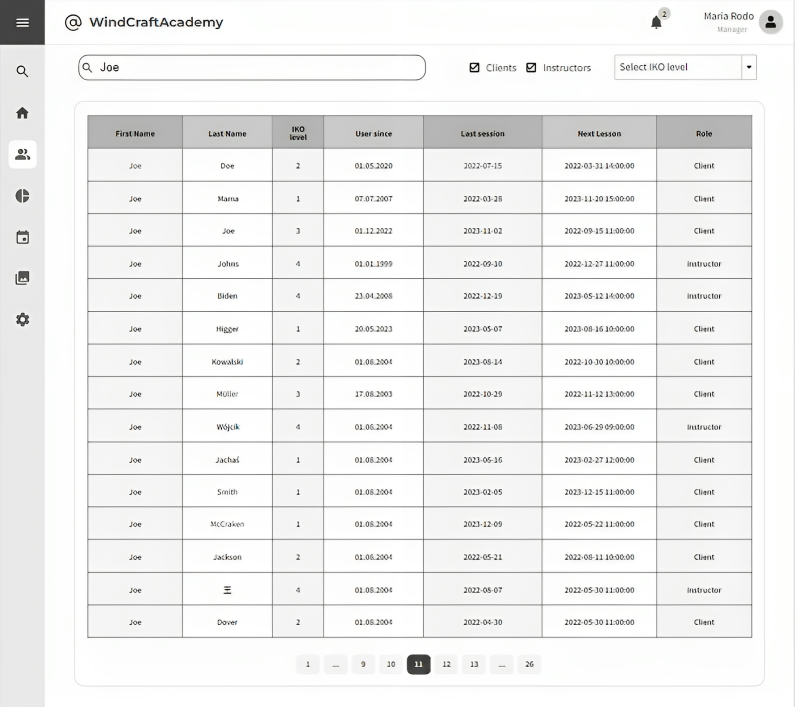 WindCraftAcademy
2
Maria Rodo
Manager
Joe
Clients
Instructors
Select IKO level
First Name Last Name IKO level User since Last session Next Lesson Role
Joe Doe 2 01.05.2020 2022-07-15 2022-03-31 14:00:00 Client
Joe Mama 1 07.07.2007 2022-03-28 2023-11-20 15:00:00 Client
Joe Joe 3 01.12.2022 2023-11-02 2022-09-15 11:00:00 Client
Joe Johns 4 01.01.1999 2022-09-10 2022-12-27 11:00:00 Instructor
Joe Biden 4 23.04.2008 2022-12-19 2023-05-12 14:00:00 Instructor
Joe Higger 1 20.05.2023 2023-05-07 2023-08-16 10:00:00 Client
Joe Kowalski 2 01.08.2004 2023-08-14 2022-10-30 10:00:00 Client
Joe Müller 3 17.08.2003 2022-10-29 2022-11-12 13:00:00 Client
Joe Wójcik 4 01.08.2004 2022-11-08 2023-06-29 09:00:00 Instructor
Joe Jachaś 1 01.08.2004 2023-06-16 2023-02-27 12:00:00 Client
Joe Smith 1 01.08.2004 2023-02-05 2023-12-15 11:00:00 Client
Joe McCraken 1 01.08.2004 2023-12-09 2022-05-22 11:00:00 Client
Joe Jackson 2 01.08.2004 2022-05-21 2022-08-11 10:00:00 Client
Joe 王 4 01.08.2004 2022-08-07 2022-05-30 11:00:00 Instructor
Joe Dover 2 01.08.2004 2022-04-30 2022-05-30 11:00:00 Client
1 ... 9 10 11 12 13 ... 26